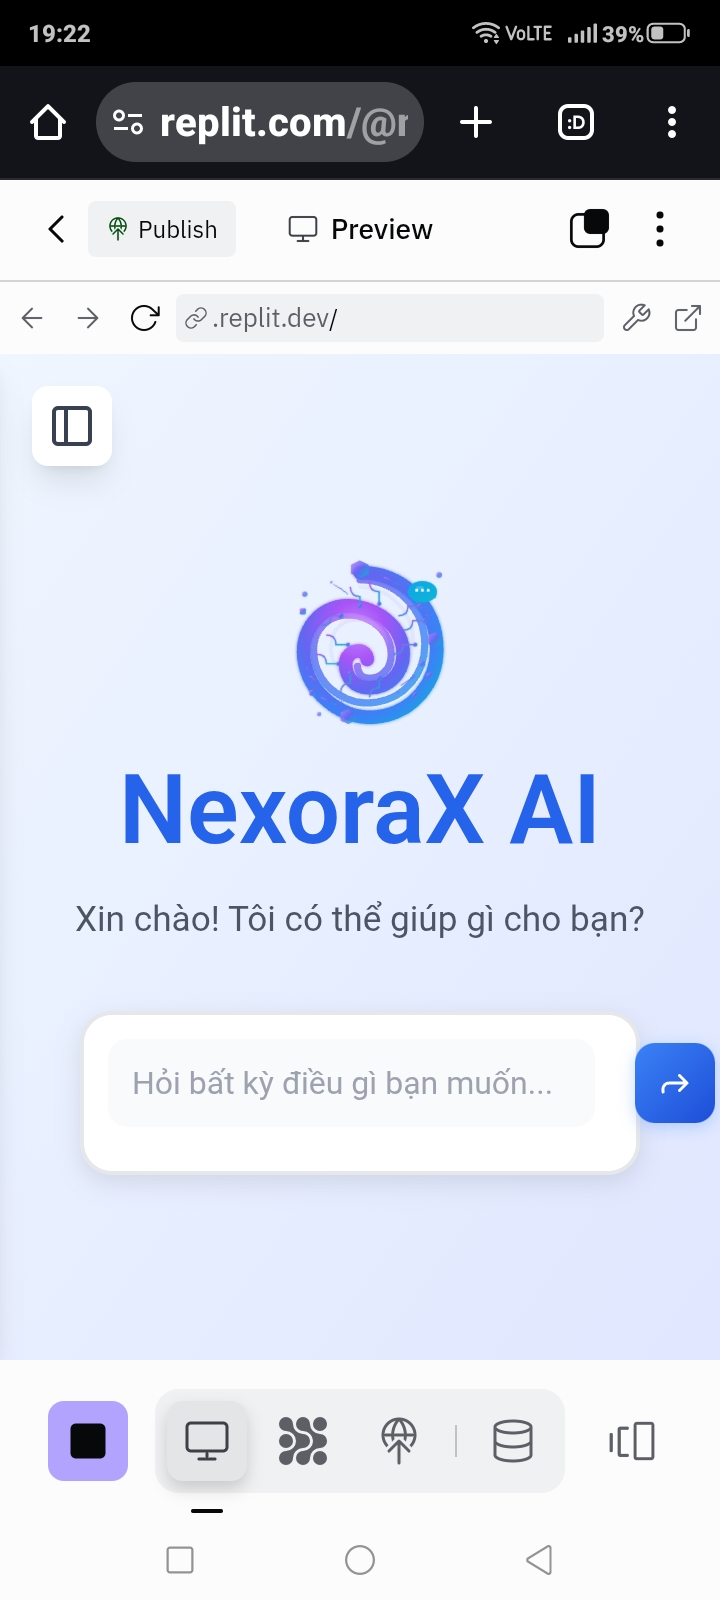 19:22
VoLTE
39%
replit.com/@r
:D
Publish
Preview
.replit.dev/
NexoraX AI
Xin chào! Tôi có thể giúp gì cho bạn?
Hỏi bất kỳ điều gì bạn muốn...